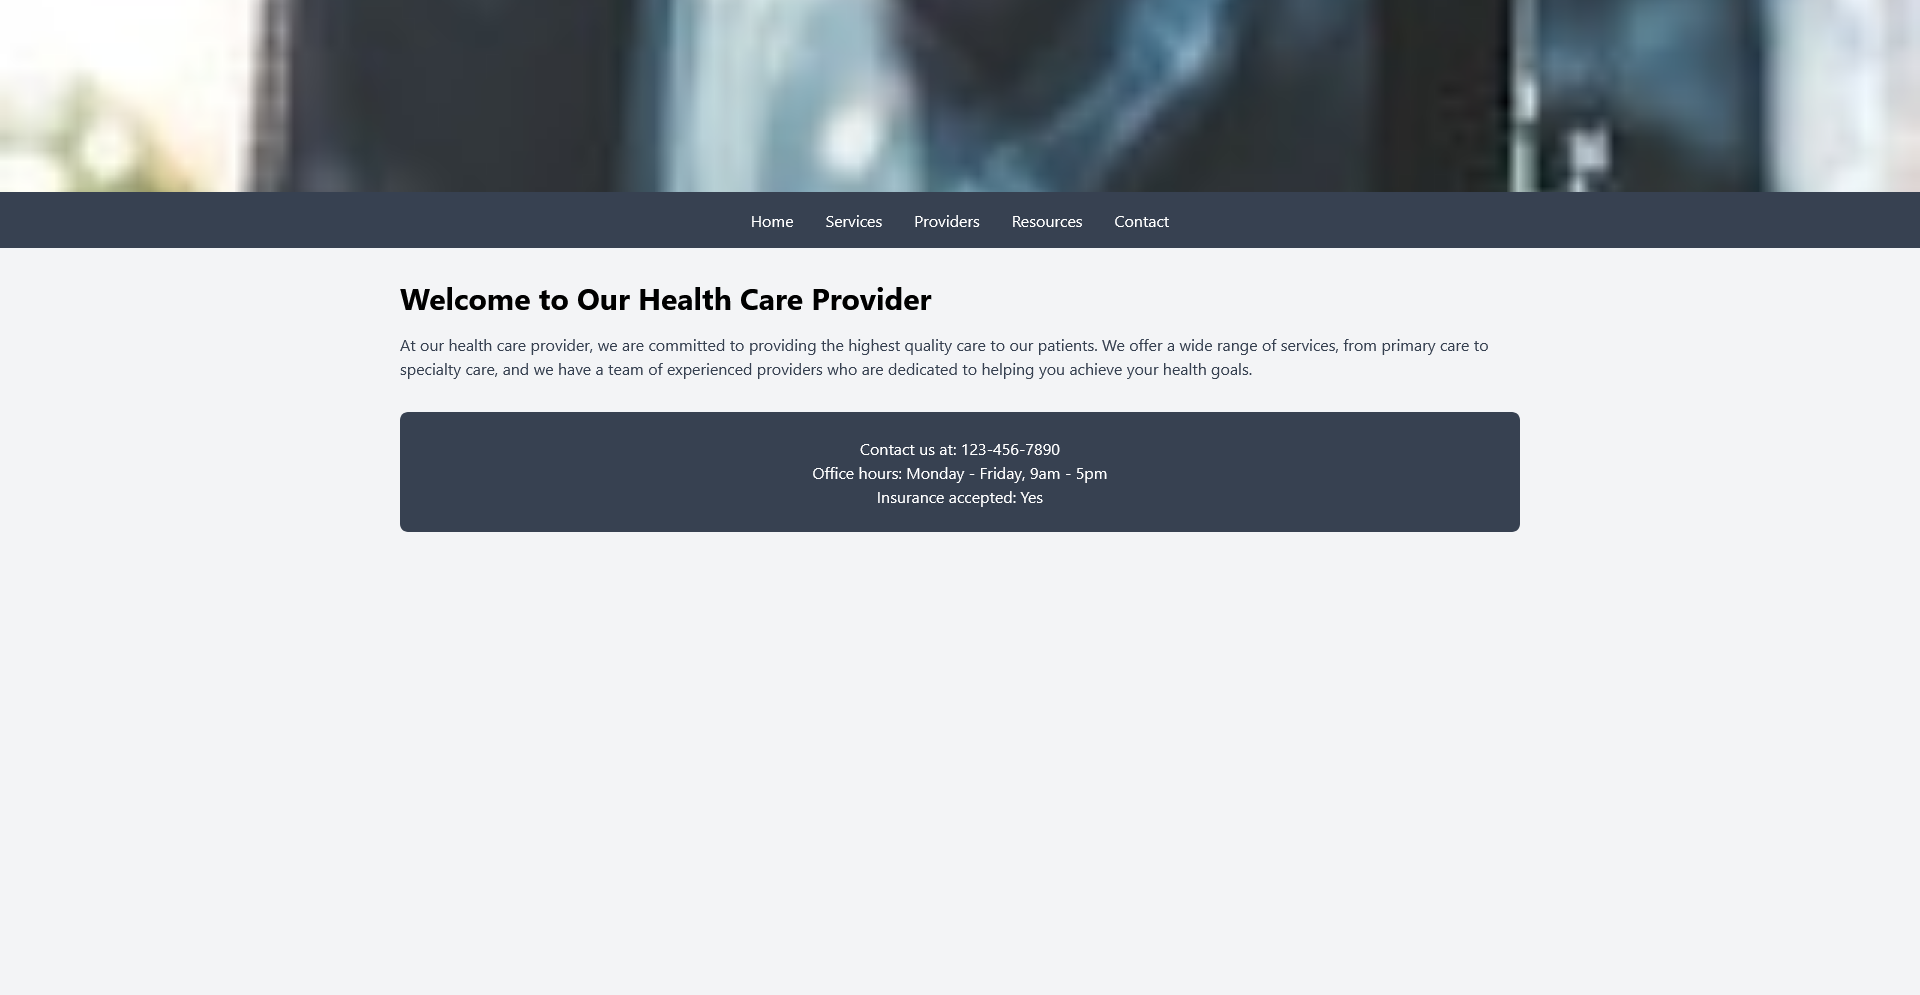 Home Services Providers Resources Contact
Welcome to Our Health Care Provider
At our health care provider, we are committed to providing the highest quality care to our patients. We offer a wide range of services, from primary care to
specialty care, and we have a team of experienced providers who are dedicated to helping you achieve your health goals.
Contact us at: 123-456-7890
Office hours: Monday - Friday, 9am - 5pm
Insurance accepted: Yes